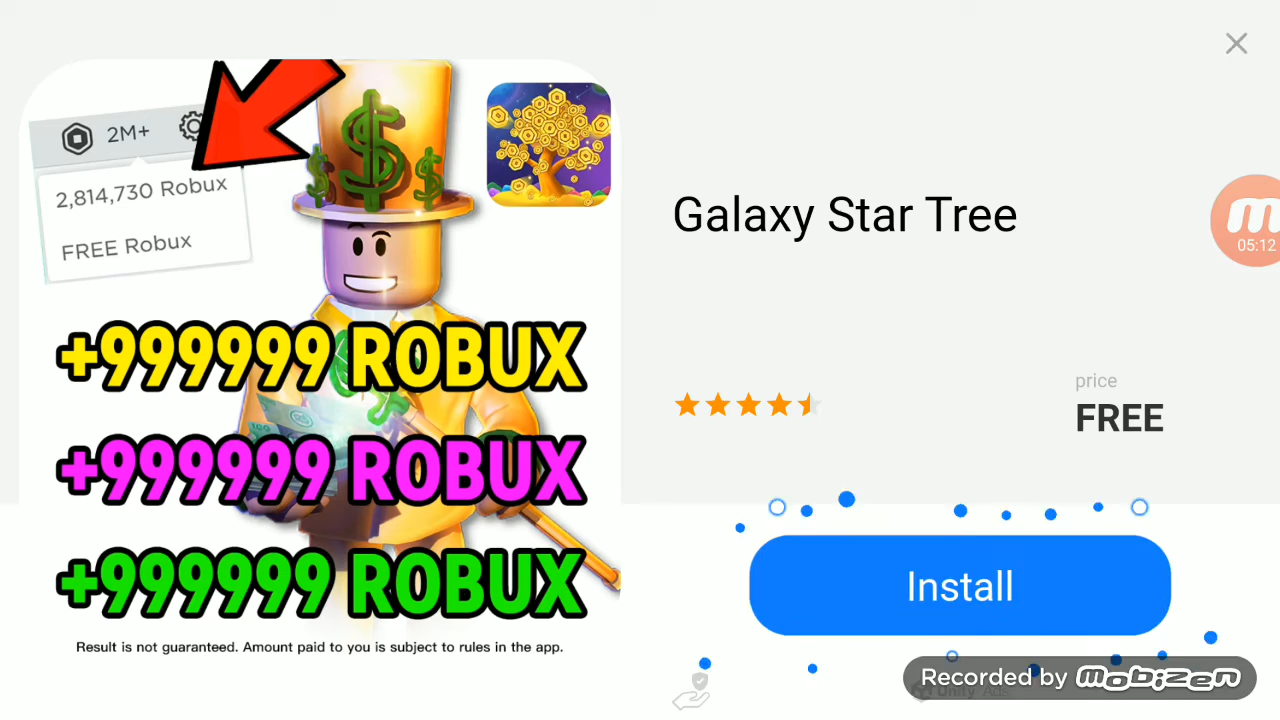 2M+
2,814,730 Robux
FREE Robux
+999999 ROBUX
+999999 ROBUX
+999999 ROBUX
Result is not guaranteed. Amount paid to you is subject to rules in the app.
Galaxy Star Tree
05:12
price
FREE
Install
Recorded by MOBIZEN
Unity Ads